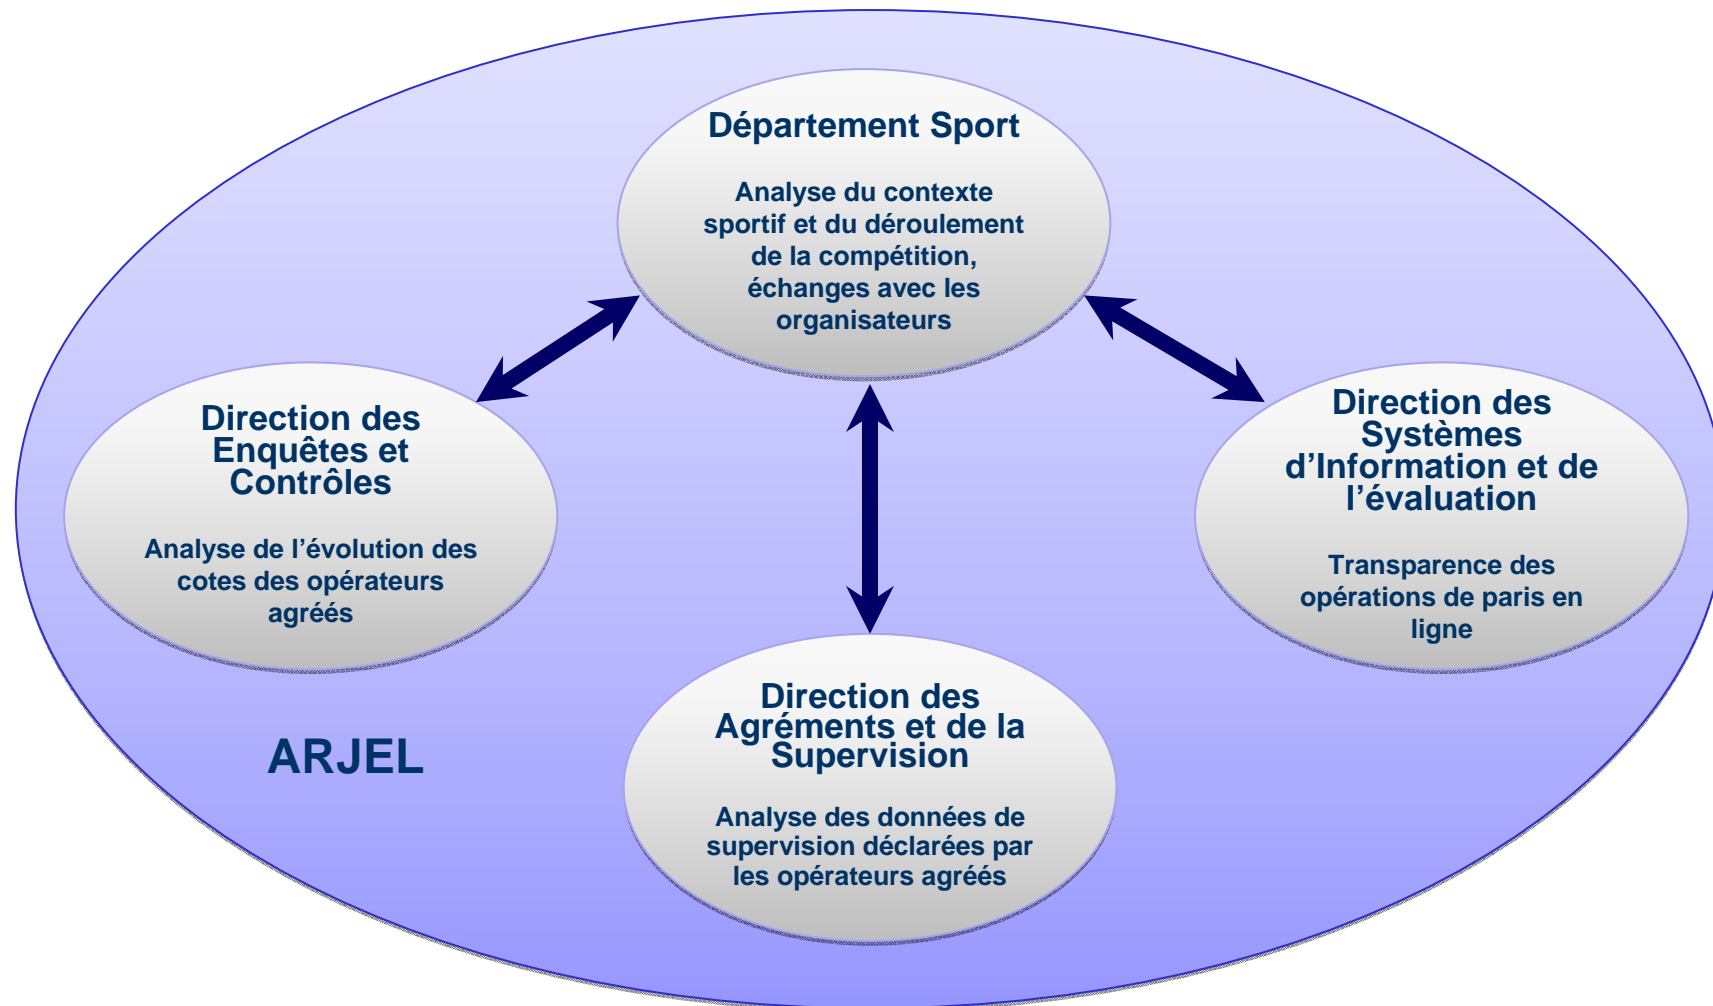 Département Sport
Analyse du contexte
sportif et du déroulement
de la compétition,
échanges avec les
organisateurs
Direction des
Enquêtes et
Contrôles
Analyse de l’évolution des
cotes des opérateurs
agréés
Direction des
Systèmes
d’Information et de
l’évaluation
Transparence des
opérations de paris en
ligne
Direction des
Agréments et de la
Supervision
Analyse des données de
supervision déclarées par
les opérateurs agréés
ARJEL